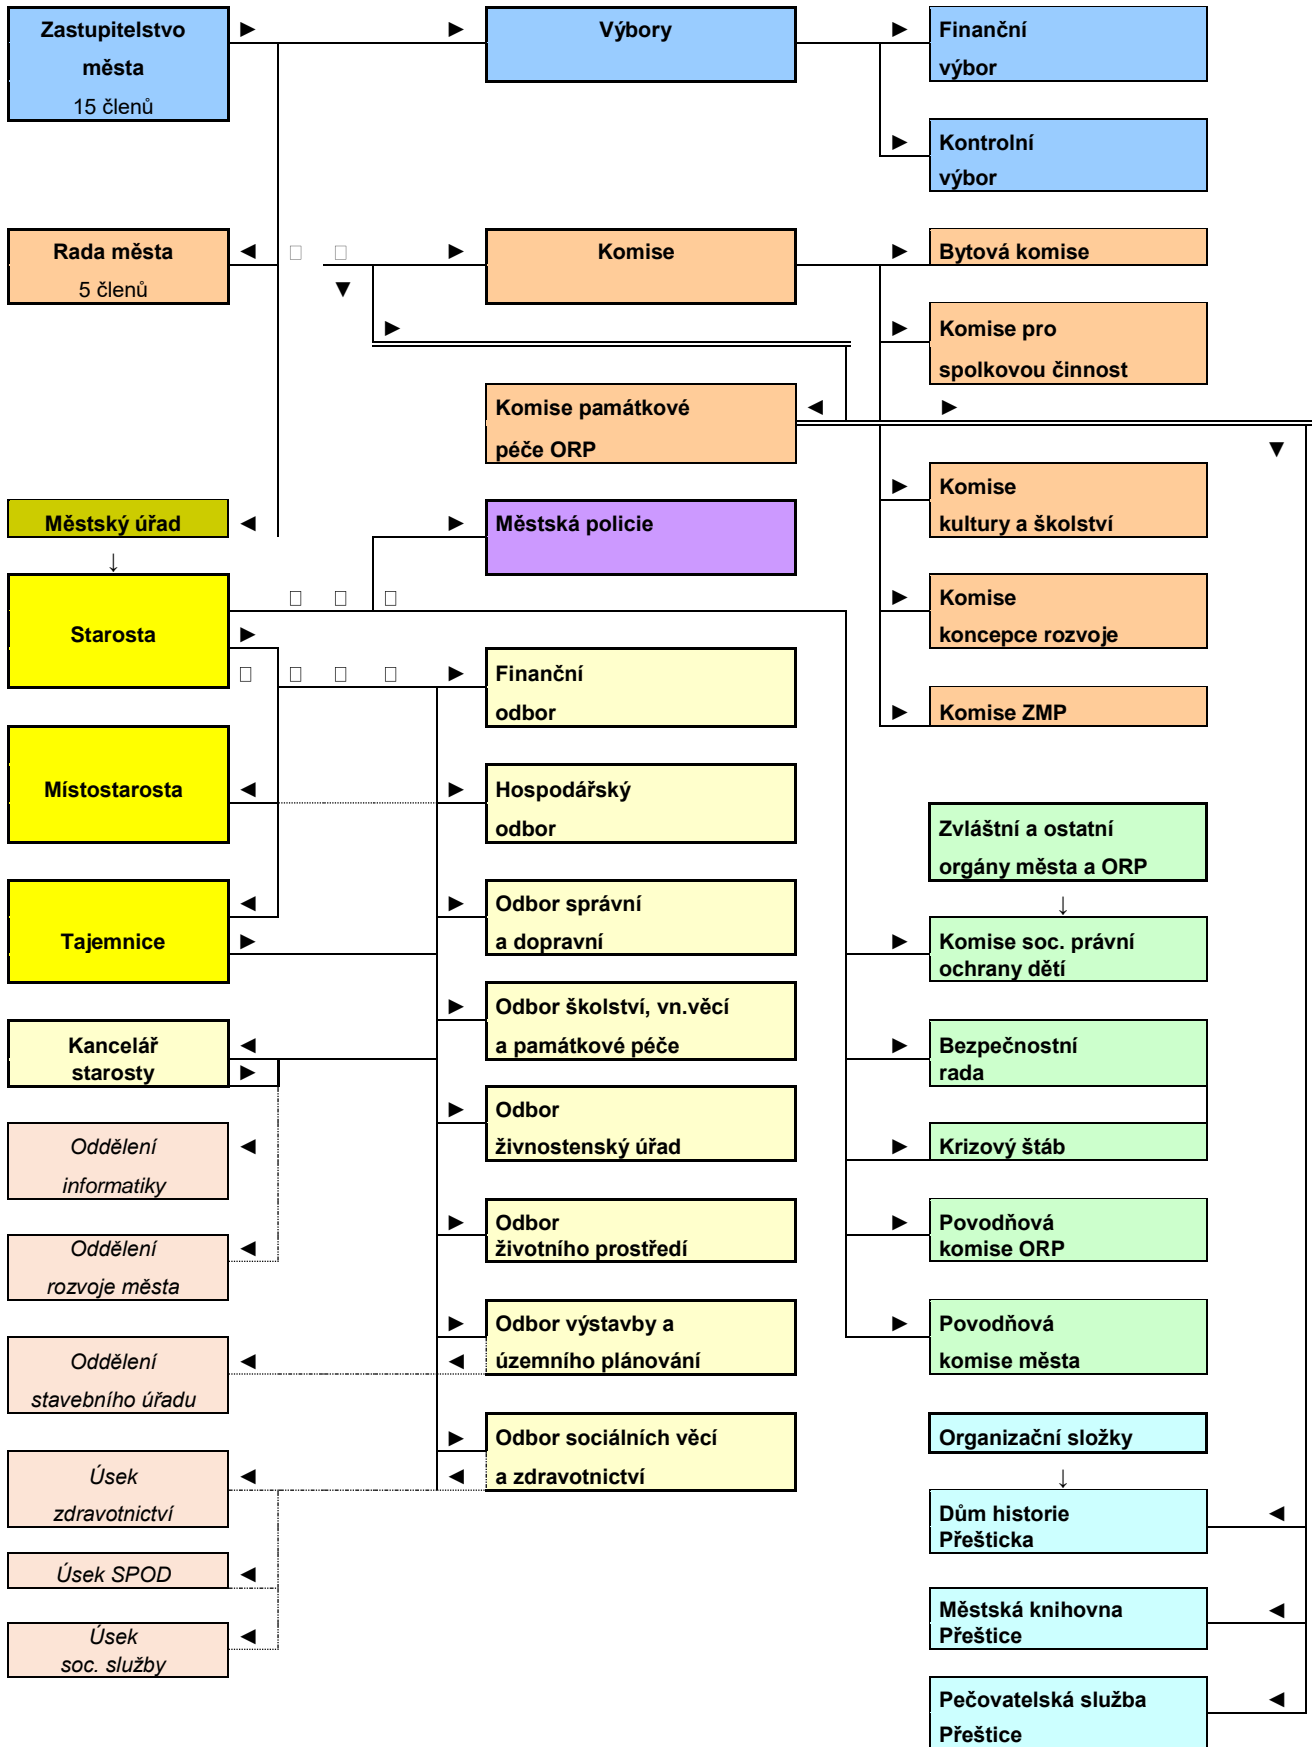 Zastupitelstvo
města
15 členů
Výbory
Finanční
výbor
Kontrolní
výbor
Rada města
5 členů
Komise
Bytová komise
Komise pro
spolkovou činnost
Komise památkové
péče ORP
Komise
kultury a školství
Městský úřad
Městská policie
Starosta
Komise
koncepce rozvoje
Finanční
odbor
Komise ZMP
Místostarosta
Hospodářský
odbor
Zvláštní a ostatní
orgány města a ORP
Tajemnice
Odbor správní
a dopravní
Komise soc. právní
ochrany dětí
Kancelář
starosty
Odbor školství, vn.věcí
a památkové péče
Bezpečnostní
rada
Oddělení
informatiky
Odbor
živnostenský úřad
Krizový štáb
Oddělení
rozvoje města
Odbor
životního prostředí
Povodňová
komise ORP
Oddělení
stavebního úřadu
Odbor výstavby a
územního plánování
Povodňová
komise města
Úsek
zdravotnictví
Odbor sociálních věcí
a zdravotnictví
Organizační složky
Dům historie
Přešticka
Úsek SPOD
Úsek
soc. služby
Městská knihovna
Přeštice
Pečovatelská služba
Přeštice